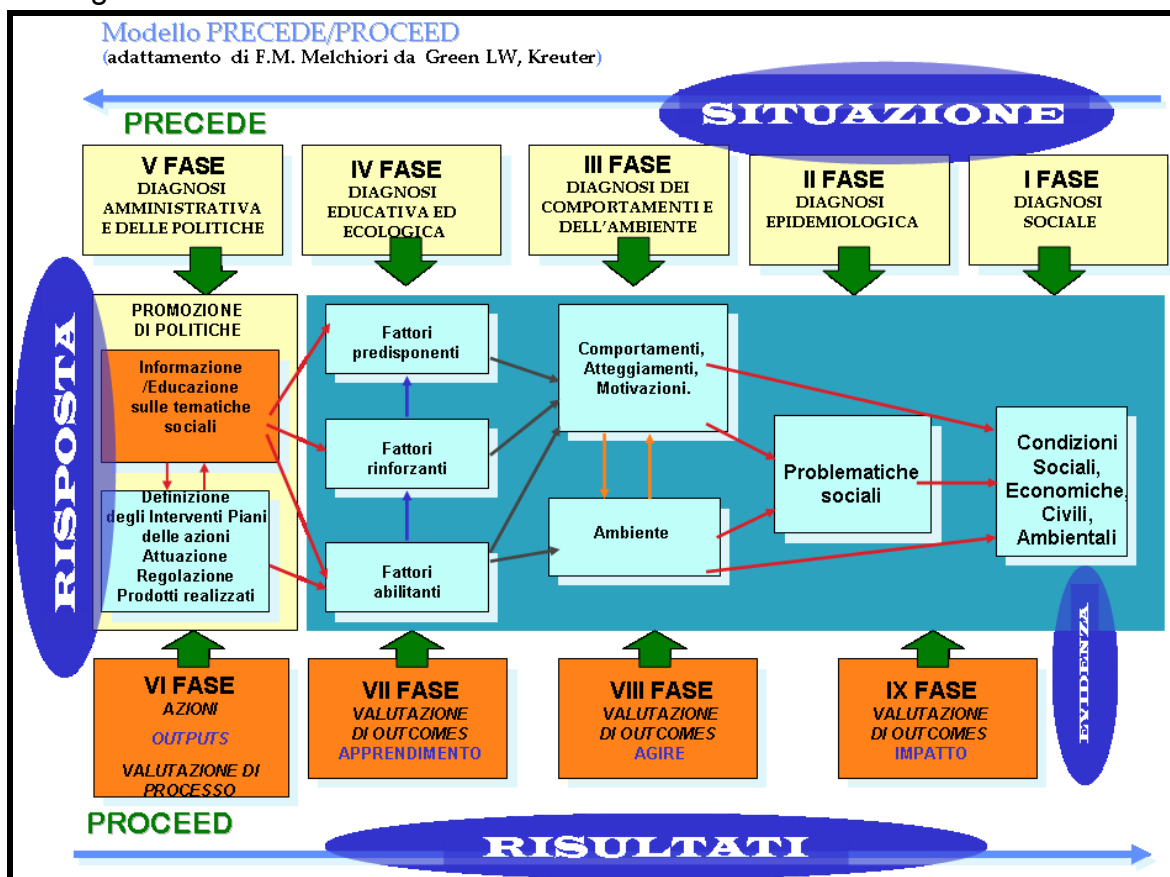 Modello PRECEDE/PROCEED
(adattamento di F.M. Melchiori da Green LW, Kreuter)
SITUAZIONE
PRECEDE
V FASE
DIAGNOSI
AMMINISTRATIVA
E DELLE POLITICHE
IV FASE
DIAGNOSI
EDUCATIVA ED
ECOLOGICA
III FASE
DIAGNOSI DEI
COMPORTAMENTI E
DELL'AMBIENTE
II FASE
DIAGNOSI
EPIDEMIOLOGICA
I FASE
DIAGNOSI
SOCIALE
RISPOSTA
PROMOZIONE
DI POLITICHE
Informazione
/Educazione
sulle tematiche
sociali
Definizione
degli Interventi Piani
delle azioni
Attuazione
Regolazione
Prodotti realizzati
Fattori
predisponenti
Fattori
rinforzanti
Fattori
abilitanti
Comportamenti,
Atteggiamenti,
Motivazioni.
Ambiente
Problematiche
sociali
Condizioni
Sociali,
Economiche,
Civili,
Ambientali
EVIDENZA
VI FASE
AZIONI
OUTPUTS
VALUTAZIONE DI
PROCESSO
VII FASE
VALUTAZIONE
DI OUTCOMES
APPRENDIMENTO
VIII FASE
VALUTAZIONE
DI OUTCOMES
AGIRE
IX FASE
VALUTAZIONE
DI OUTCOMES
IMPATTO
PROCEED
RISULTATI